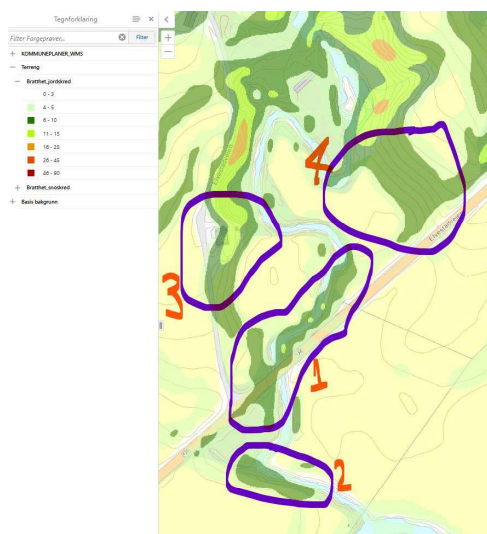 Tegnforklaring
Filter Fargeprøver...
Filter
KOMMUNEPLANER_WMS
Terreng
Bratthet_jordskred
0 - 3
4 - 5
6 - 10
11 - 15
16 - 25
26 - 45
46 - 90
Bratthet_snoskred
Basis bakgrunn
4
3
1
2